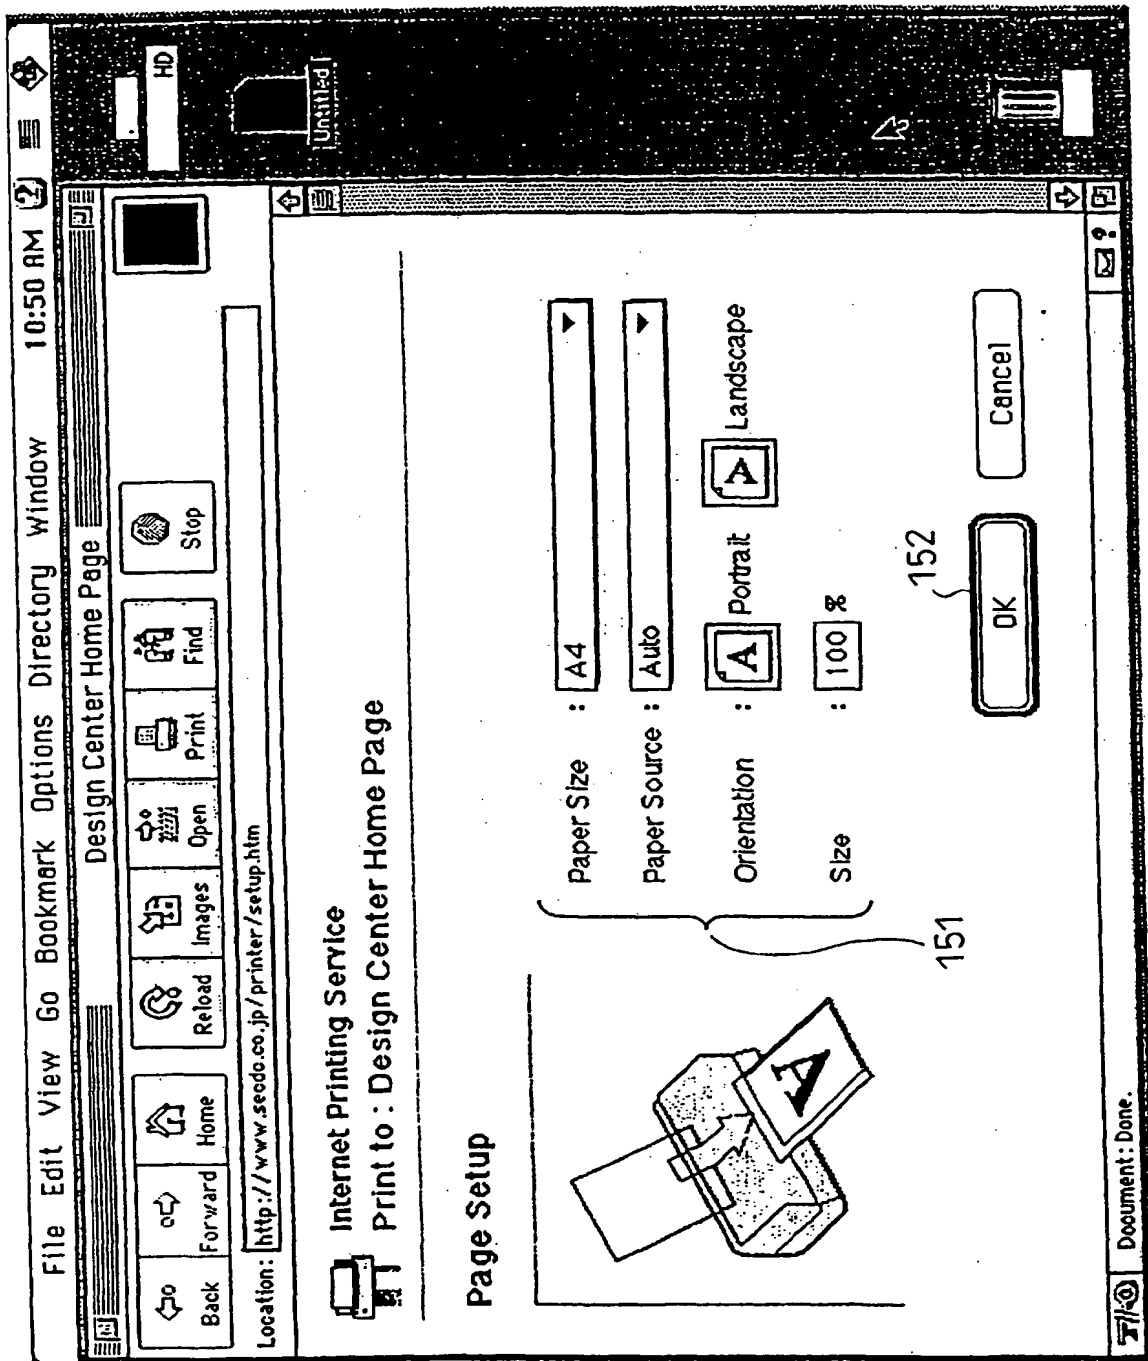 File Edit View Go Bookmark Options Directory Window 10:50 AM ?
HD
Design Center Home Page
Back Forward Home Reload Images Open Print Find Stop
Untitled
Location: http://www.seodo.co.jp/printer/setup.htm
Internet Printing Service
Print to : Design Center Home Page
Page Setup
A
Paper Size : A4
Paper Source : Auto
Orientation : A Portrait A Landscape
Size : 100 %
151
152
OK Cancel
Document: Done. ?